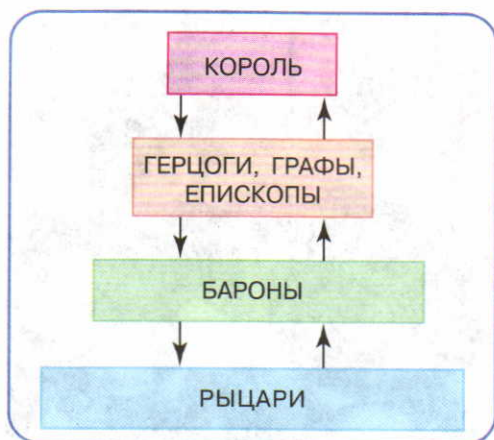 КОРОЛЬ
ГЕРЦОГИ, ГРАФЫ,
ЕПИСКОПЫ
БАРОНЫ
РЫЦАРИ